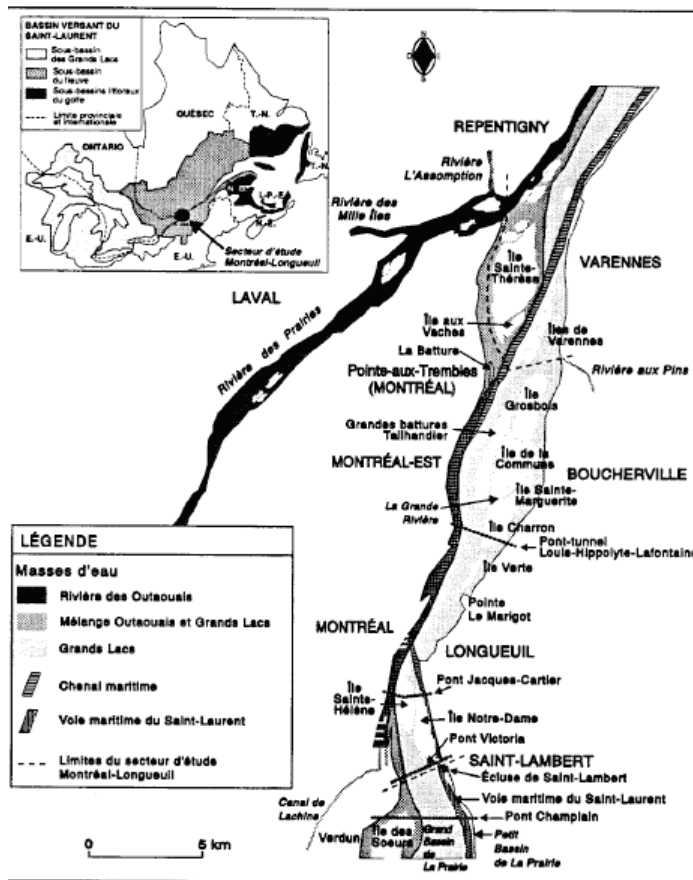 BASSIN VERSANT DU
SAINT-LAURENT
Sous-bassin
des Grands Lacs
Sous-bassin
du fleuve
Sous-bassins littoraux
du golfe
Limite provinciale
et internationale
QUÉBEC
T.-N.
ONTARIO
T.-N.
Î.-P.-É.
N.-É.
É.-U.
É.-U.
Secteur d'étude
Montréal-Longueuil
N
E
S
O
REPENTIGNY
Rivière
L'Assomption
Rivière des
Mille Îles
Île
Sainte-
Thérèse
VARENNES
LAVAL
Île aux
Vaches
Îles de
Varennes
Rivière des Prairies
La Batture
Pointe-aux-Trembles
(MONTRÉAL)
Rivière aux Pins
Île
Grosbois
Grandes battures
Tailhandier
Île de la
Commune
MONTRÉAL-EST
BOUCHERVILLE
Île Sainte-
Marguerite
La Grande
Rivière
Île Charron
Pont-tunnel
Louis-Hippolyte-Lafontaine
Île Verte
Pointe
Le Marigot
MONTRÉAL
LONGUEUIL
Pont Jacques-Cartier
Île
Sainte-
Hélène
Île Notre-Dame
Pont Victoria
SAINT-LAMBERT
Écluse de Saint-Lambert
Voie maritime du Saint-Laurent
Canal de
Lachine
Pont Champlain
Verdun
Île des
Soeurs
Grand
Bassin
de
La Prairie
Petit
Bassin
de La Prairie
LÉGENDE
Masses d'eau
Rivière des Outaouais
Mélange Outaouais et Grands Lacs
Grands Lacs
Chenal maritime
Voie maritime du Saint-Laurent
Limites du secteur d'étude
Montréal-Longueuil
0
5 km